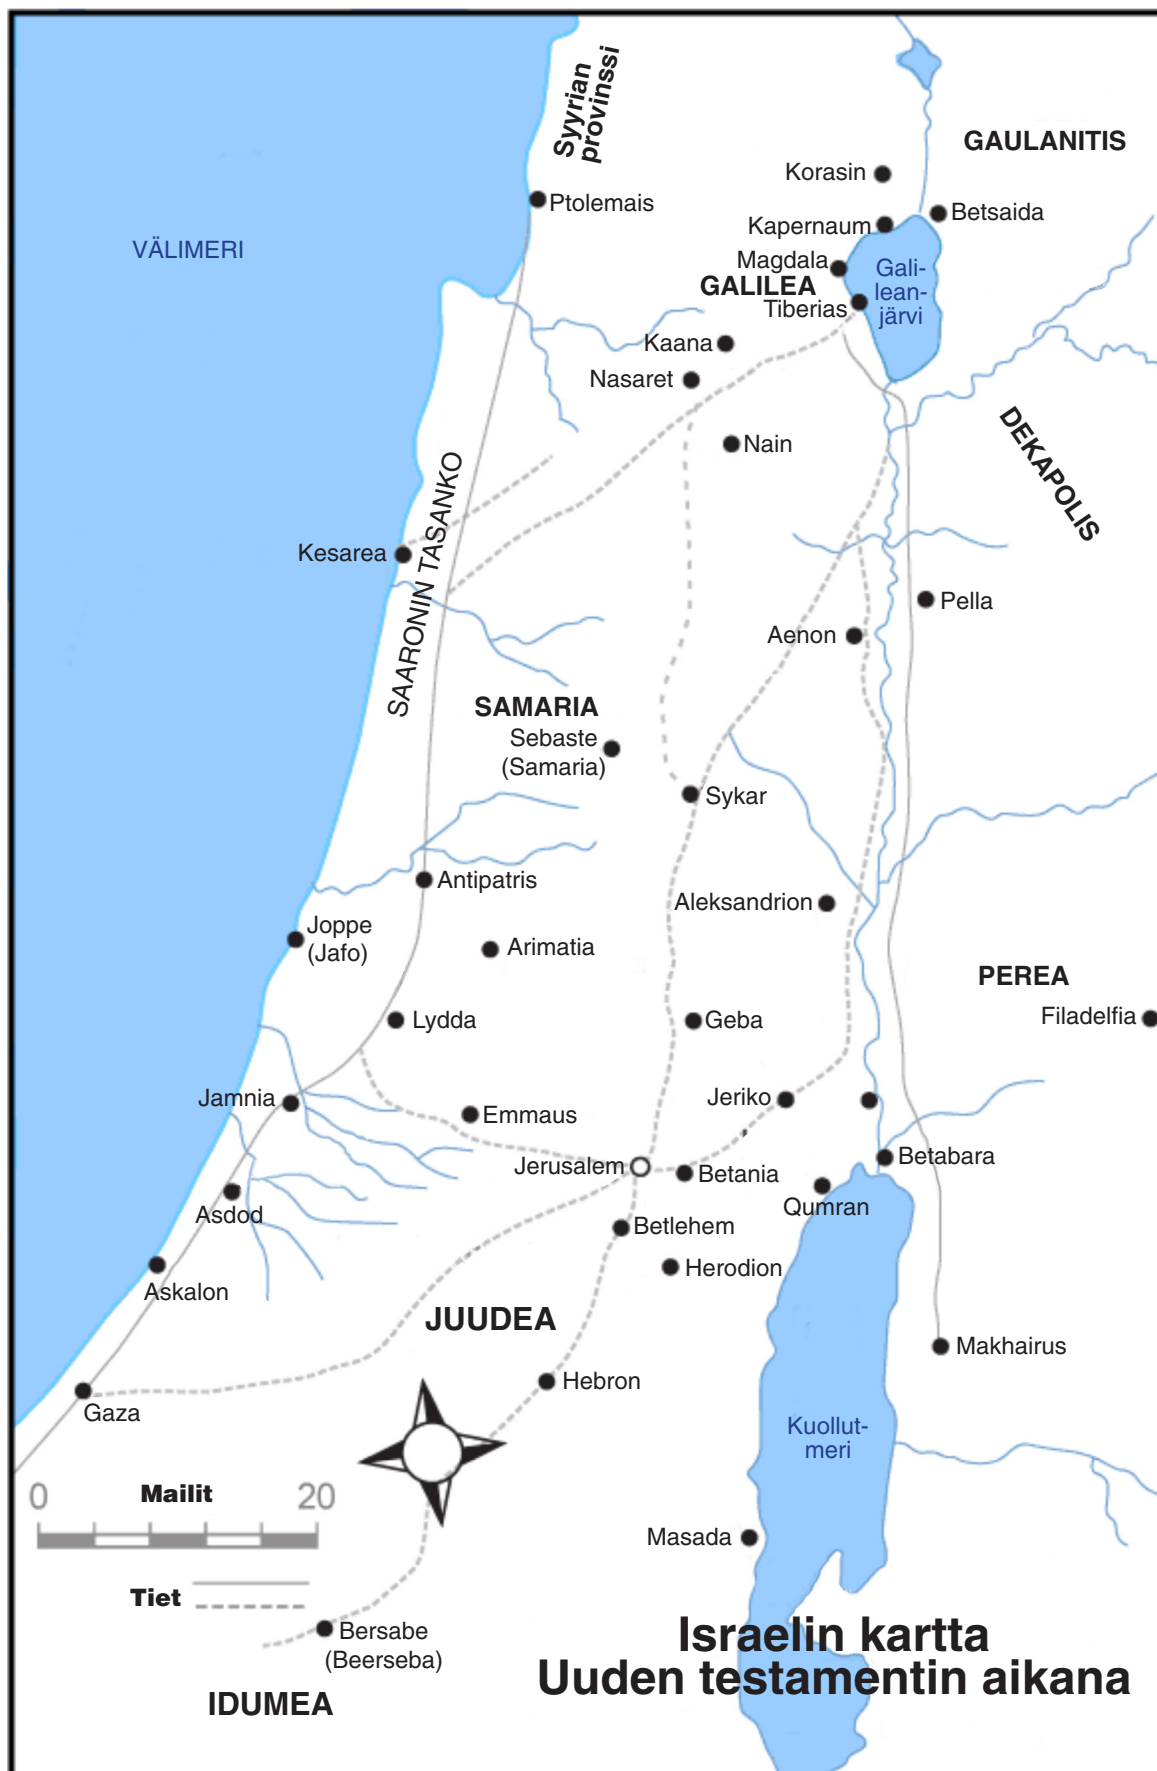 Syyrian
provinssi
GAULANITIS
Korasin
Ptolemais
Betsaida
Kapernaum
VÄLIMERI
Magdala
Gali-
lean-
järvi
GALILEA
Tiberias
Kaana
Nasaret
DEKAPOLIS
Nain
SAARONIN TASANKO
Kesarea
Pella
Aenon
SAMARIA
Sebaste
(Samaria)
Sykar
Antipatris
Aleksandrion
Joppe
(Jafo)
Arimatia
PEREA
Filadelfia
Lydda
Geba
Jamnia
Jeriko
Emmaus
Betabara
Jerusalem
Betania
Qumran
Asdod
Betlehem
Herodion
Askalon
JUUDEA
Makhairus
Hebron
Gaza
Kuollut-
meri
0 Mailit 20
Masada
Tiet
Bersabe
(Beerseba)
IDUMEA
Israelin kartta
Uuden testamentin aikana